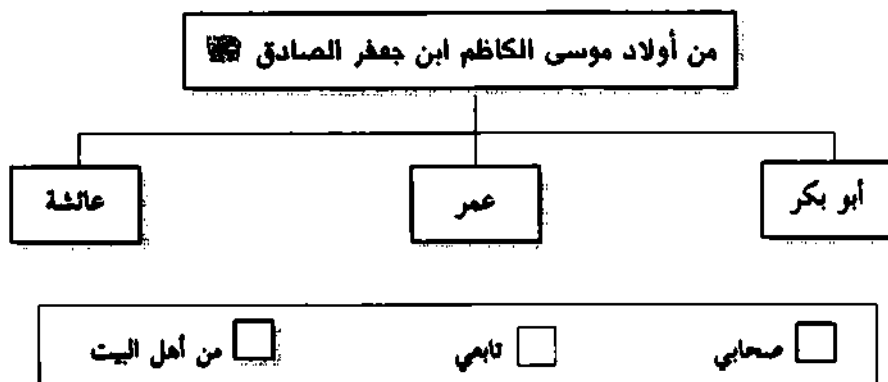 من أولاد موسى الكاظم ابن جعفر الصادق
أبو بكر
عمر
عائشة
صحابي
تابعي
من أهل البيت